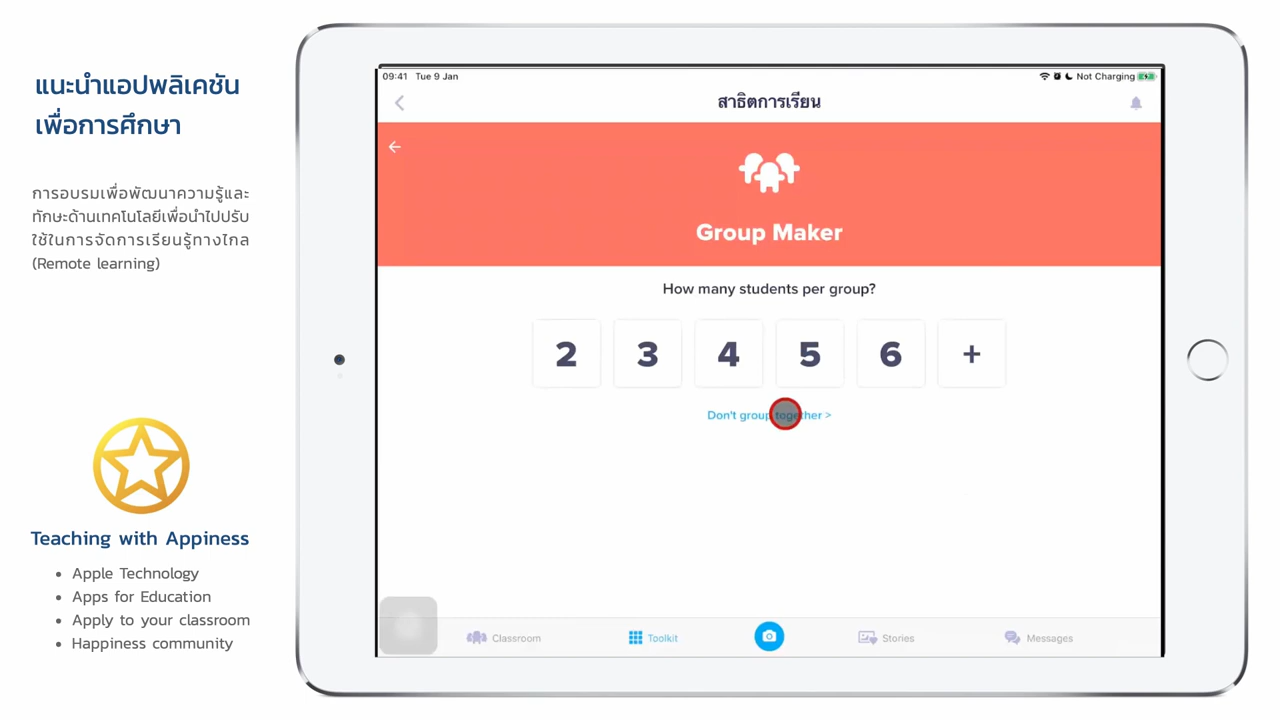 แนะนำแอปพลิเคชัน
เพื่อการศึกษา
การอบรมเพื่อพัฒนาความรู้และ
ทักษะด้านเทคโนโลยีเพื่อนำไปปรับ
ใช้ในการจัดการเรียนรู้ทางไกล
(Remote learning)
Teaching with Appiness
• Apple Technology
• Apps for Education
• Apply to your classroom
• Happiness community
09:41 Tue 9 Jan
Not Charging
สาธิตการเรียน
Group Maker
How many students per group?
2 3 4 5 6 +
Don't group together >
Classroom
Toolkit
Stories
Messages